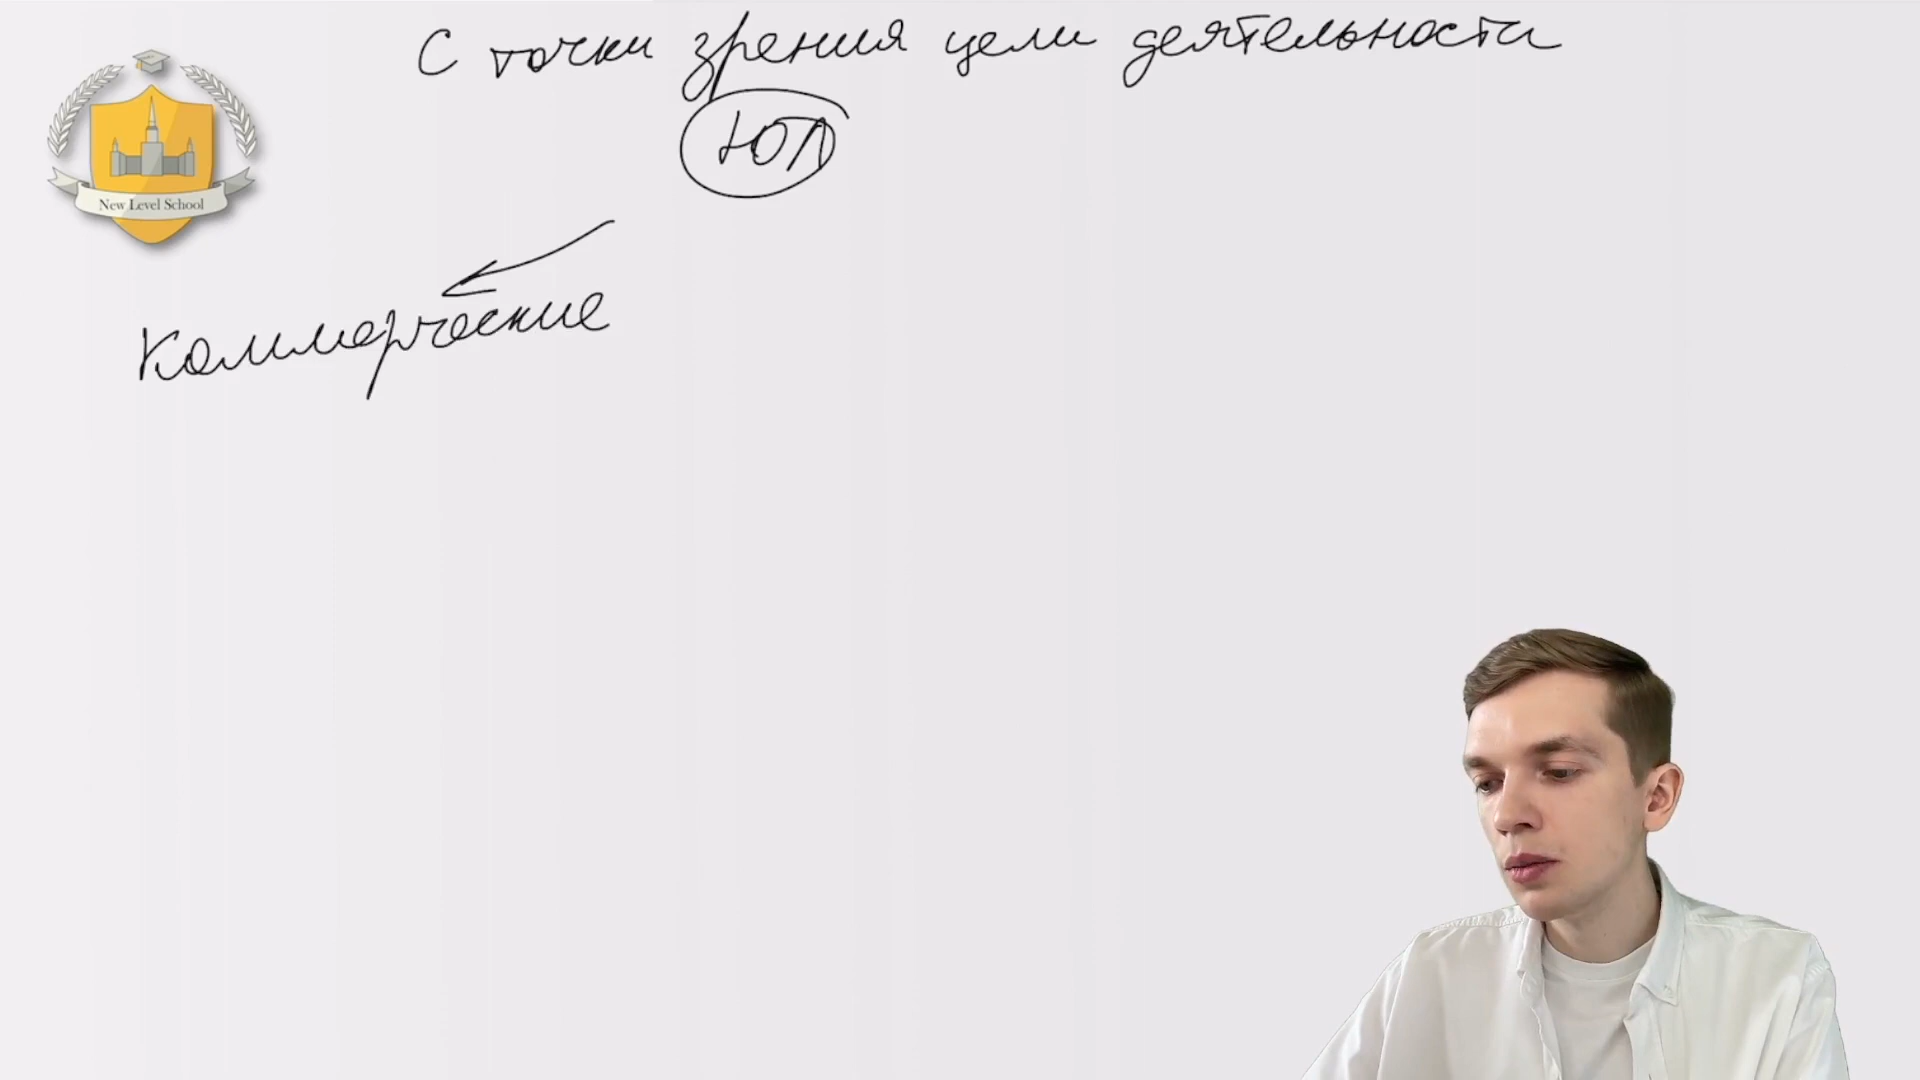 С точки зрения цели деятельности
ЮЛ
New Level School
Коммерческие